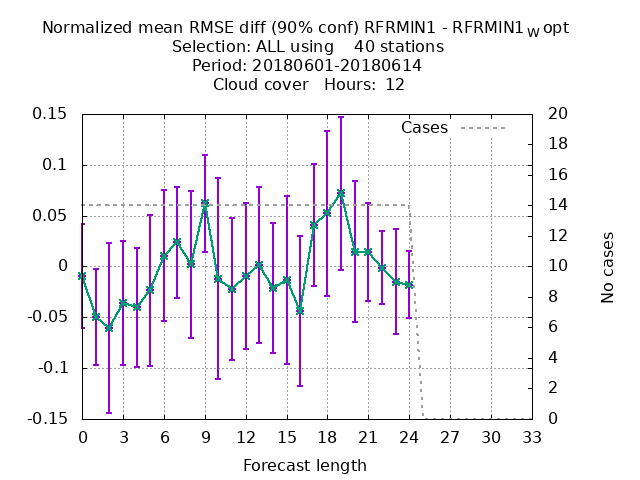 Normalized mean RMSE diff (90% conf) RFRMIN1 - RFRMIN1W opt
Selection: ALL using 40 stations
Period: 20180601-20180614
Cloud cover Hours: 12
0.15
0.1
0.05
0
-0.05
-0.1
-0.15
Cases
20
18
16
14
12
10
8
6
4
2
0
No cases
0 3 6 9 12 15 18 21 24 27 30 33
Forecast length